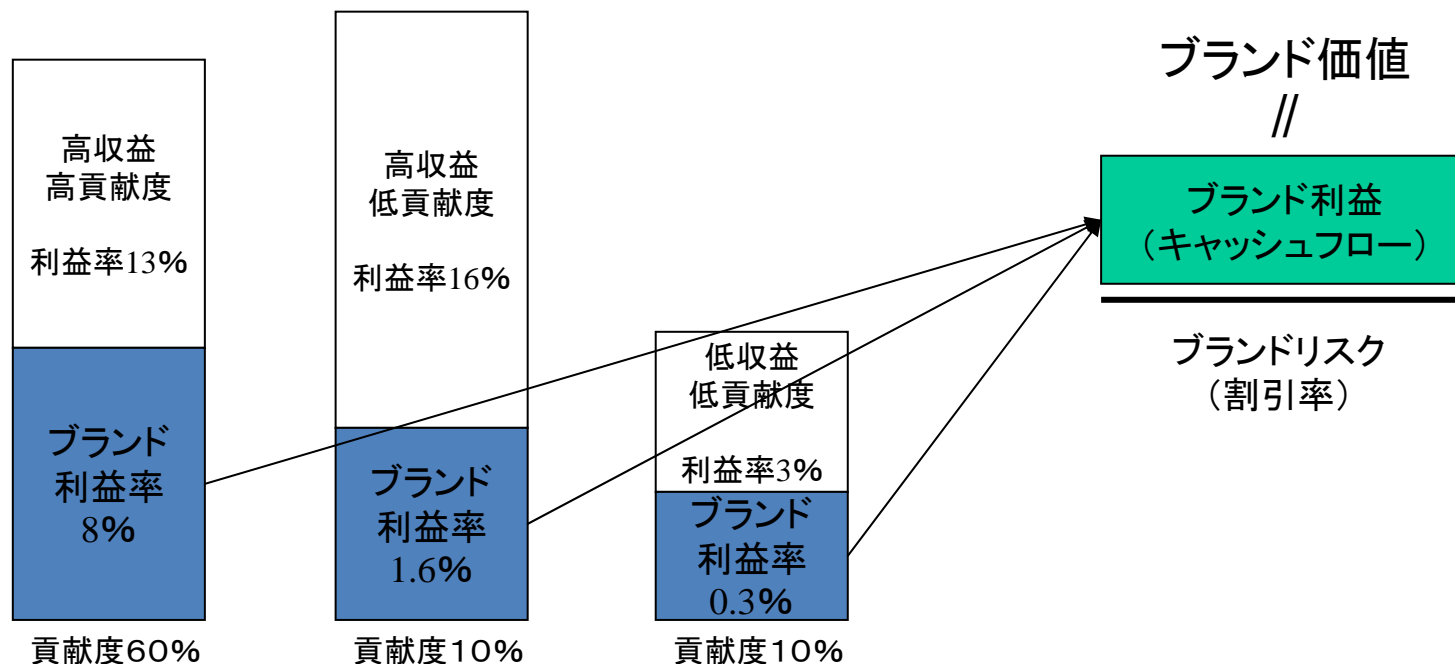 高収益
高貢献度
利益率13%
ブランド
利益率
8%
貢献度60%
高収益
低貢献度
利益率16%
ブランド
利益率
1.6%
貢献度10%
低収益
低貢献度
利益率3%
ブランド
利益率
0.3%
貢献度10%
ブランド価値
//
ブランド利益
(キャッシュフロー)
ブランドリスク
(割引率)